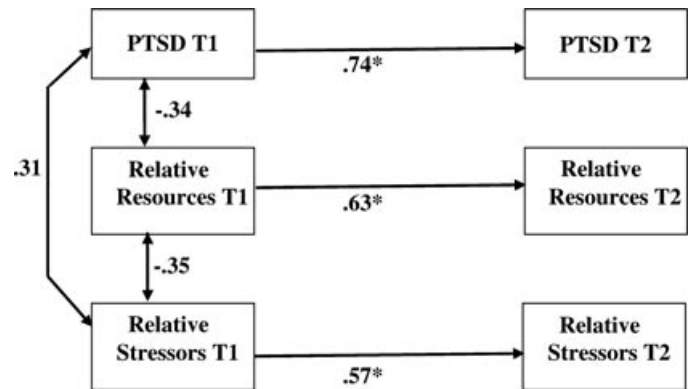 PTSD T1
PTSD T2
.74*
-.34
.31
Relative
Resources T1
Relative
Resources T2
.63*
-.35
Relative
Stressors T1
Relative
Stressors T2
.57*